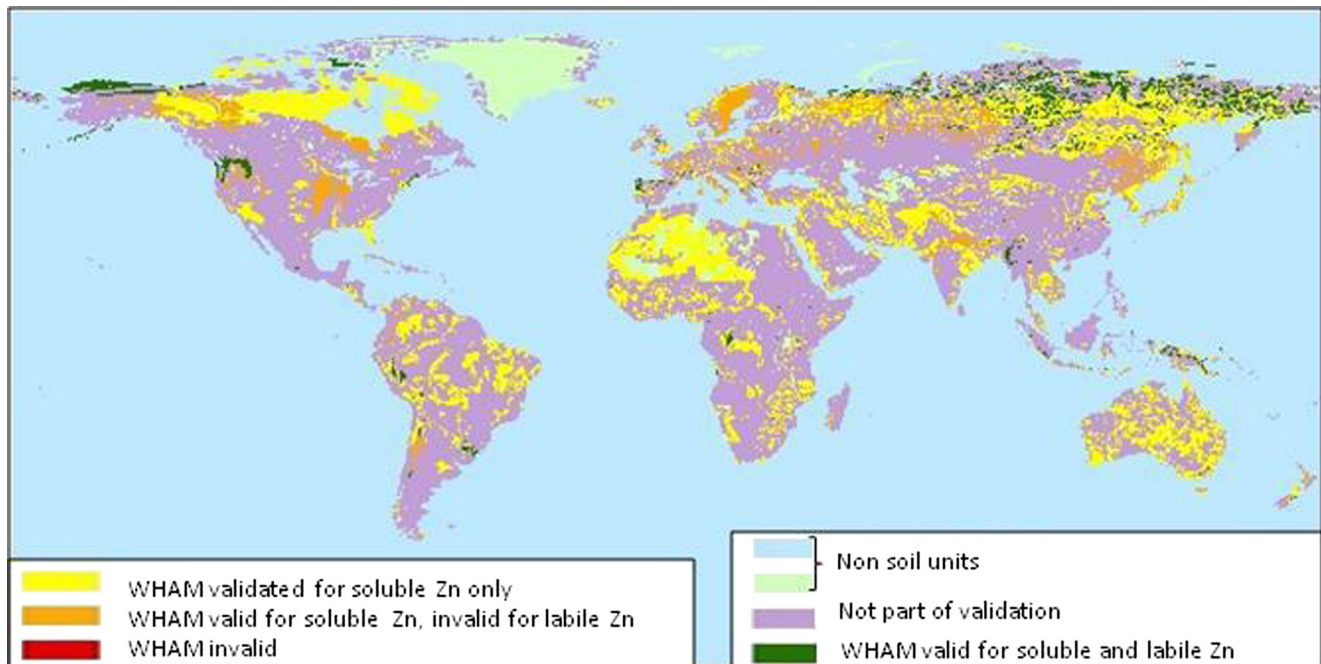 WHAM validated for soluble Zn only
WHAM valid for soluble Zn, invalid for labile Zn
WHAM invalid
Non soil units
Not part of validation
WHAM valid for soluble and labile Zn